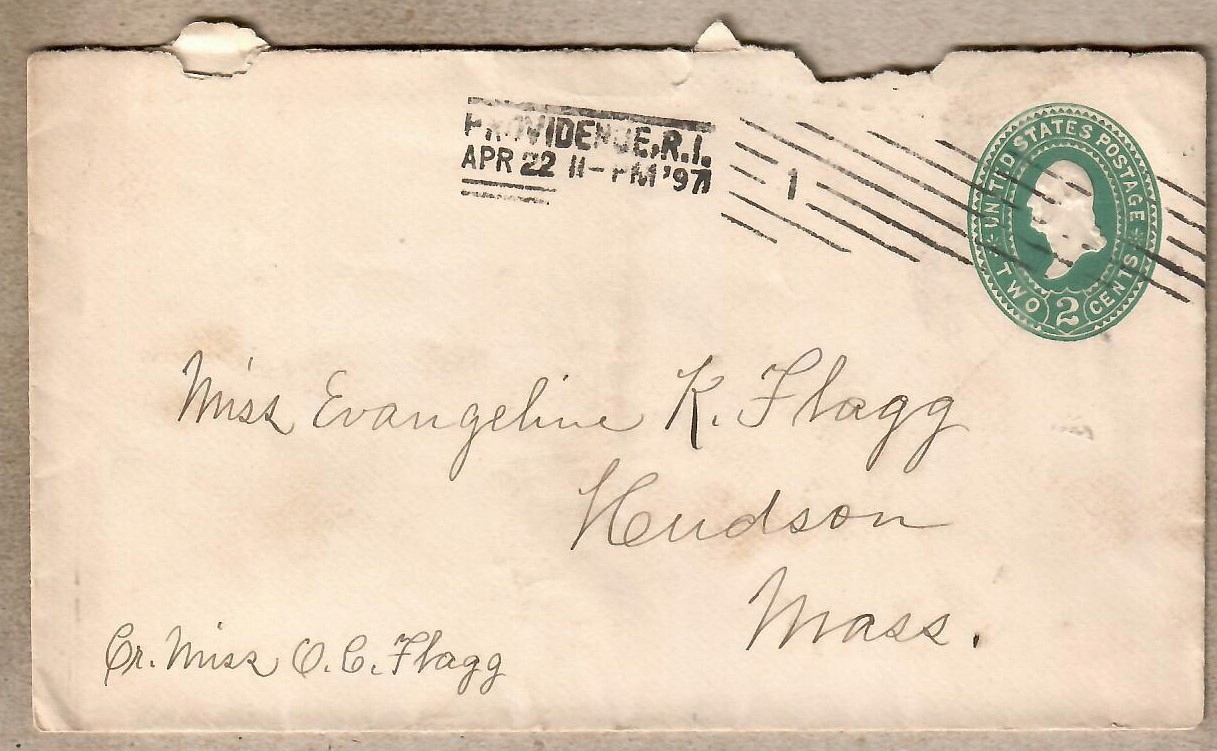 PROVIDENCE, R.I.
APR 22 11-PM '97
1
UNITED STATES POSTAGE
TWO 2 CENTS
Miss Evangeline K. Flagg
Hudson
Mass.
Cr. Miss O. C. Flagg